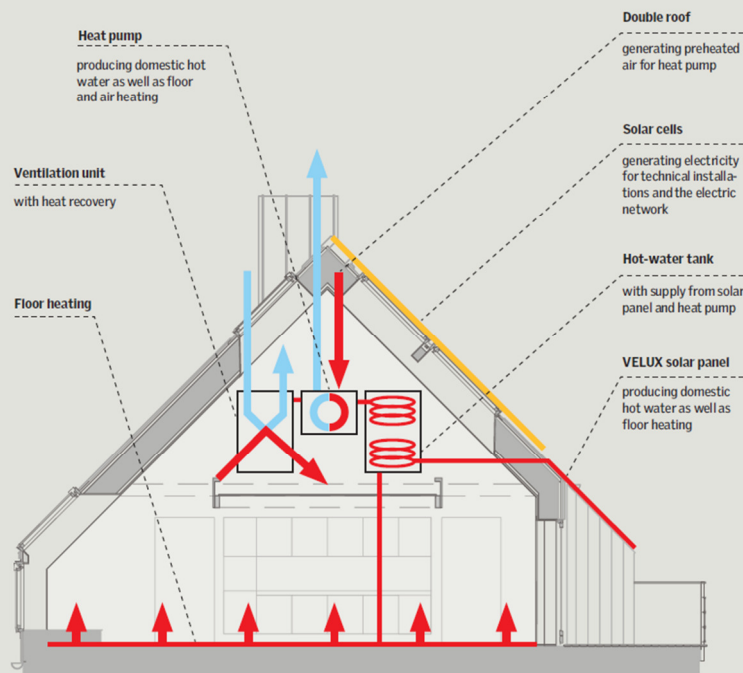 Heat pump
producing domestic hot
water as well as floor
and air heating
Ventilation unit
with heat recovery
Floor heating
Double roof
generating preheated
air for heat pump
Solar cells
generating electricity
for technical installa-
tions and the electric
network
Hot-water tank
with supply from solar
panel and heat pump
VELUX solar panel
producing domestic
hot water as well as
floor heating